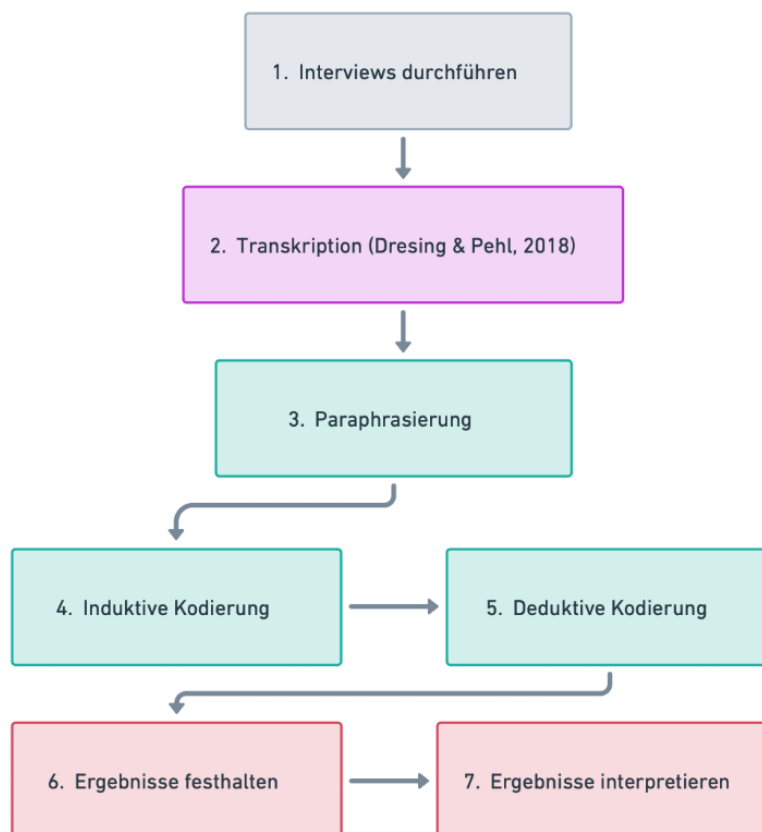 1. Interviews durchführen
2. Transkription (Dresing & Pehl, 2018)
3. Paraphrasierung
4. Induktive Kodierung
5. Deduktive Kodierung
6. Ergebnisse festhalten
7. Ergebnisse interpretieren